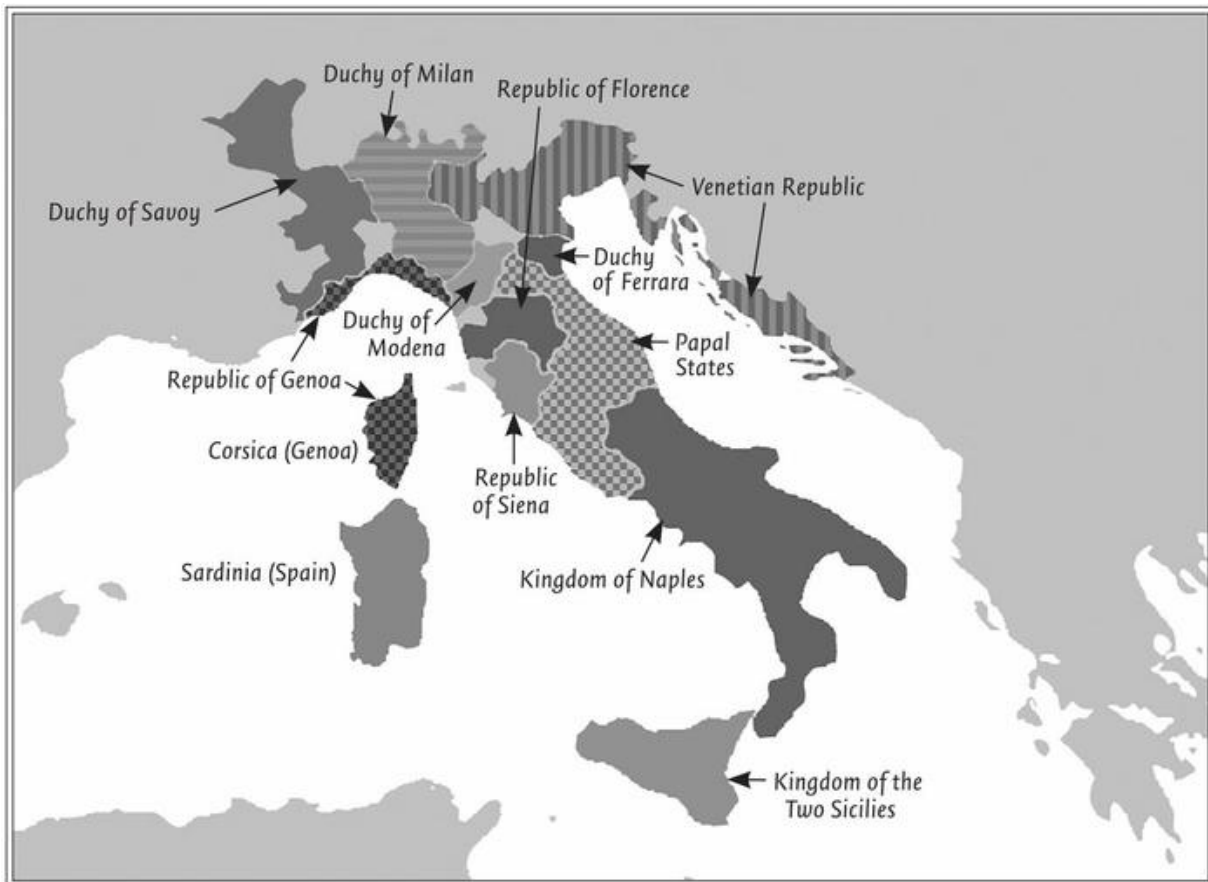 Duchy of Milan
Republic of Florence
Venetian Republic
Duchy of Savoy
Duchy
of Ferrara
Duchy of
Modena
Papal
States
Republic of Genoa
Corsica (Genoa)
Republic
of Siena
Sardinia (Spain)
Kingdom of Naples
Kingdom of the
Two Sicilies